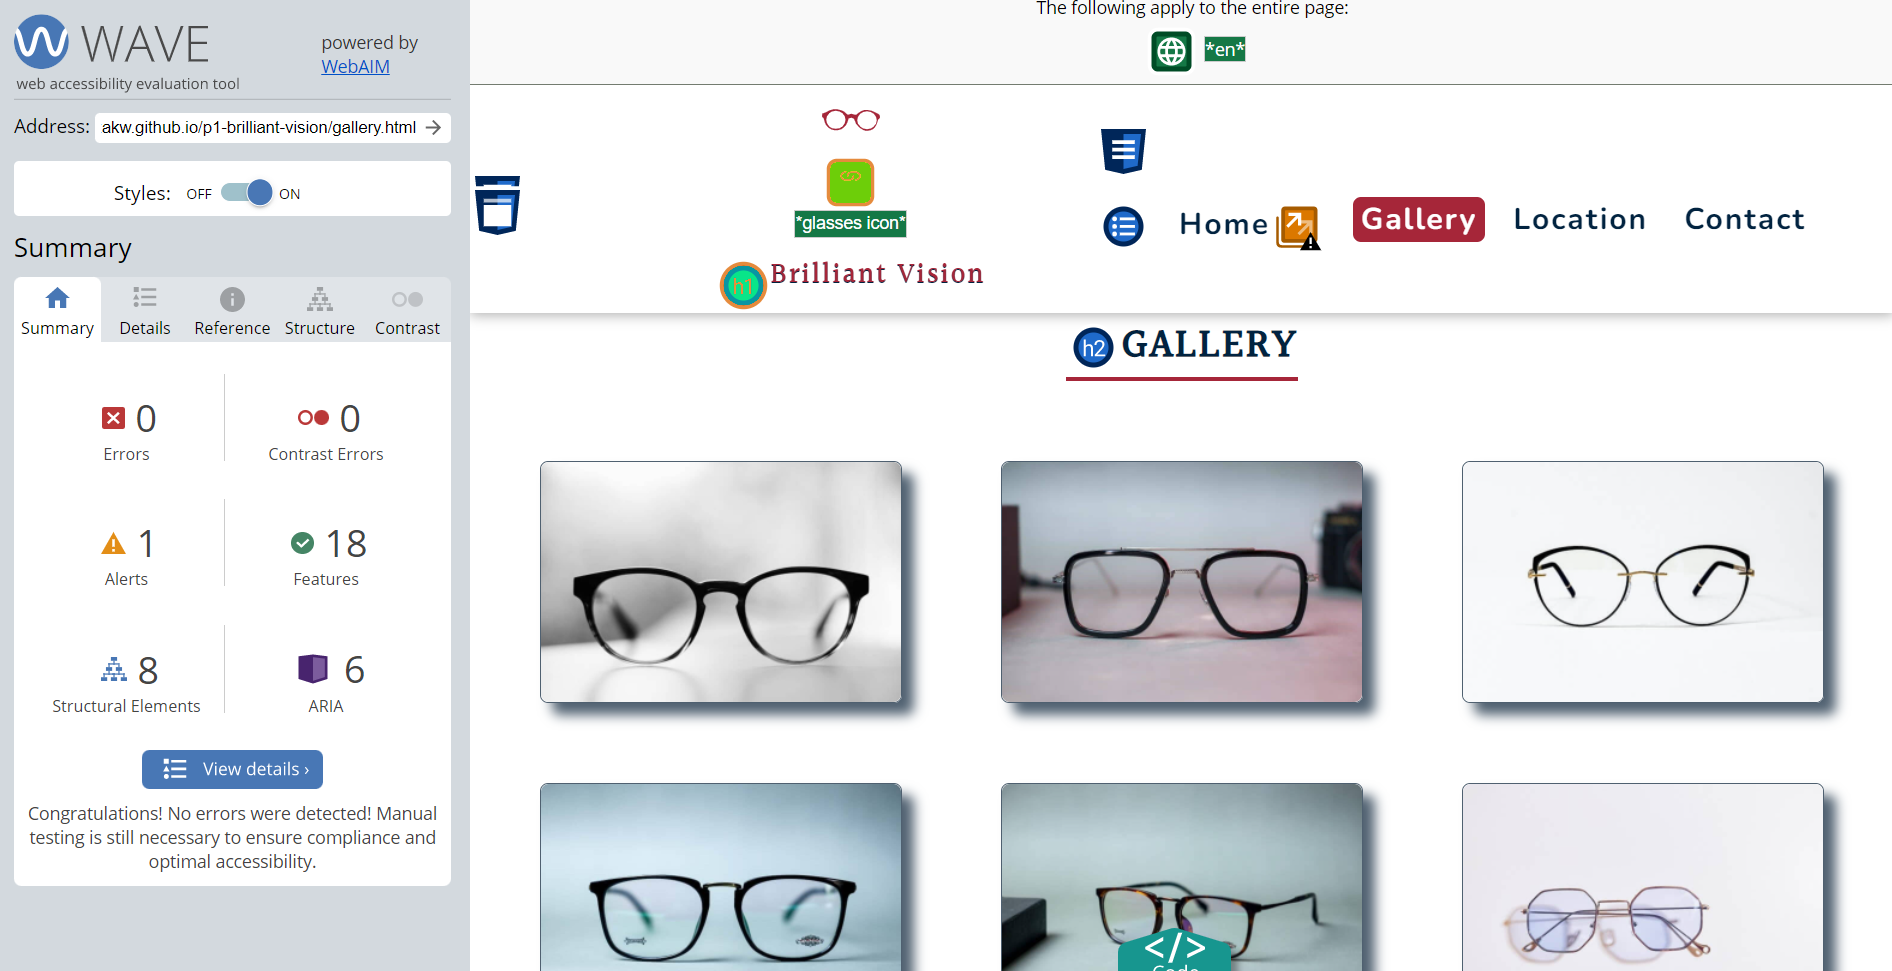 WAVE
web accessibility evaluation tool
powered by
WebAIM
Address: akw.github.io/p1-brilliant-vision/gallery.html
Styles: OFF ON
Summary
Summary Details Reference Structure Contrast
0
Errors
0
Contrast Errors
1
Alerts
18
Features
8
Structural Elements
6
ARIA
View details ›
Congratulations! No errors were detected! Manual
testing is still necessary to ensure compliance and
optimal accessibility.
The following apply to the entire page:
*en*
*glasses icon*
h1 Brilliant Vision
Home Gallery Location Contact
h2 GALLERY
</> 
Code